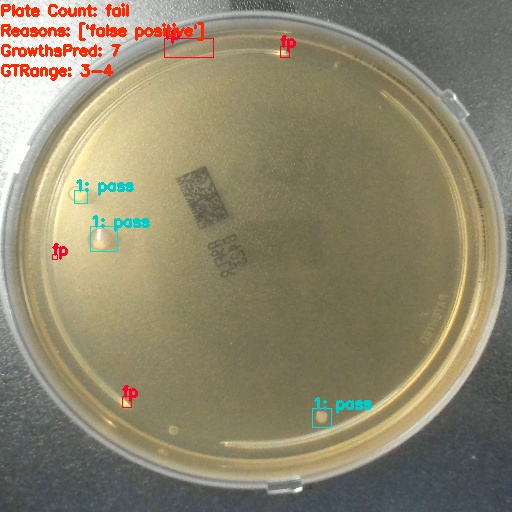 Plate Count: fail
Reasons: ['false positive']
fp
GrowthsPred: 7
fp
GTRange: 3-4
1: pass
1: pass
fp
fp
1: pass